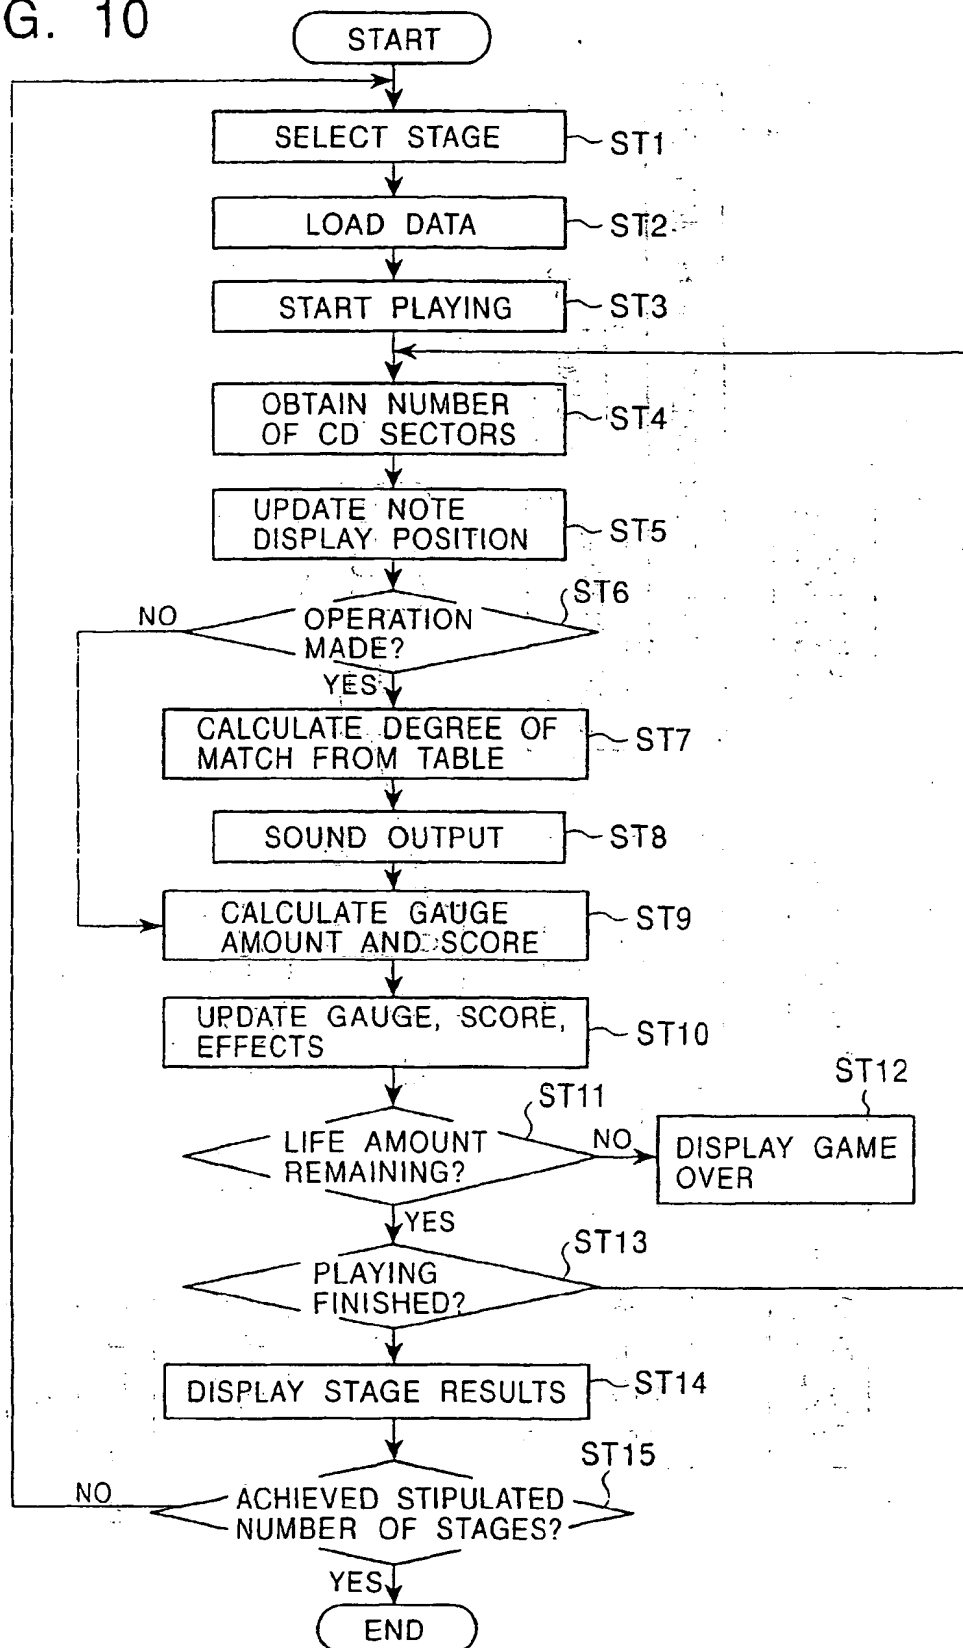 G. 10
START
SELECT STAGE
ST1
LOAD DATA
ST2
START PLAYING
ST3
OBTAIN NUMBER
OF CD SECTORS
ST4
UPDATE NOTE
DISPLAY POSITION
ST5
ST6
NO
OPERATION
MADE?
YES
CALCULATE DEGREE OF
MATCH FROM TABLE
ST7
SOUND OUTPUT
ST8
CALCULATE GAUGE
AMOUNT AND SCORE
ST9
UPDATE GAUGE, SCORE,
EFFECTS
ST10
ST11
ST12
LIFE AMOUNT
REMAINING?
NO
DISPLAY GAME
OVER
YES
ST13
PLAYING
FINISHED?
DISPLAY STAGE RESULTS
ST14
ST15
NO
ACHIEVED STIPULATED
NUMBER OF STAGES?
YES
END